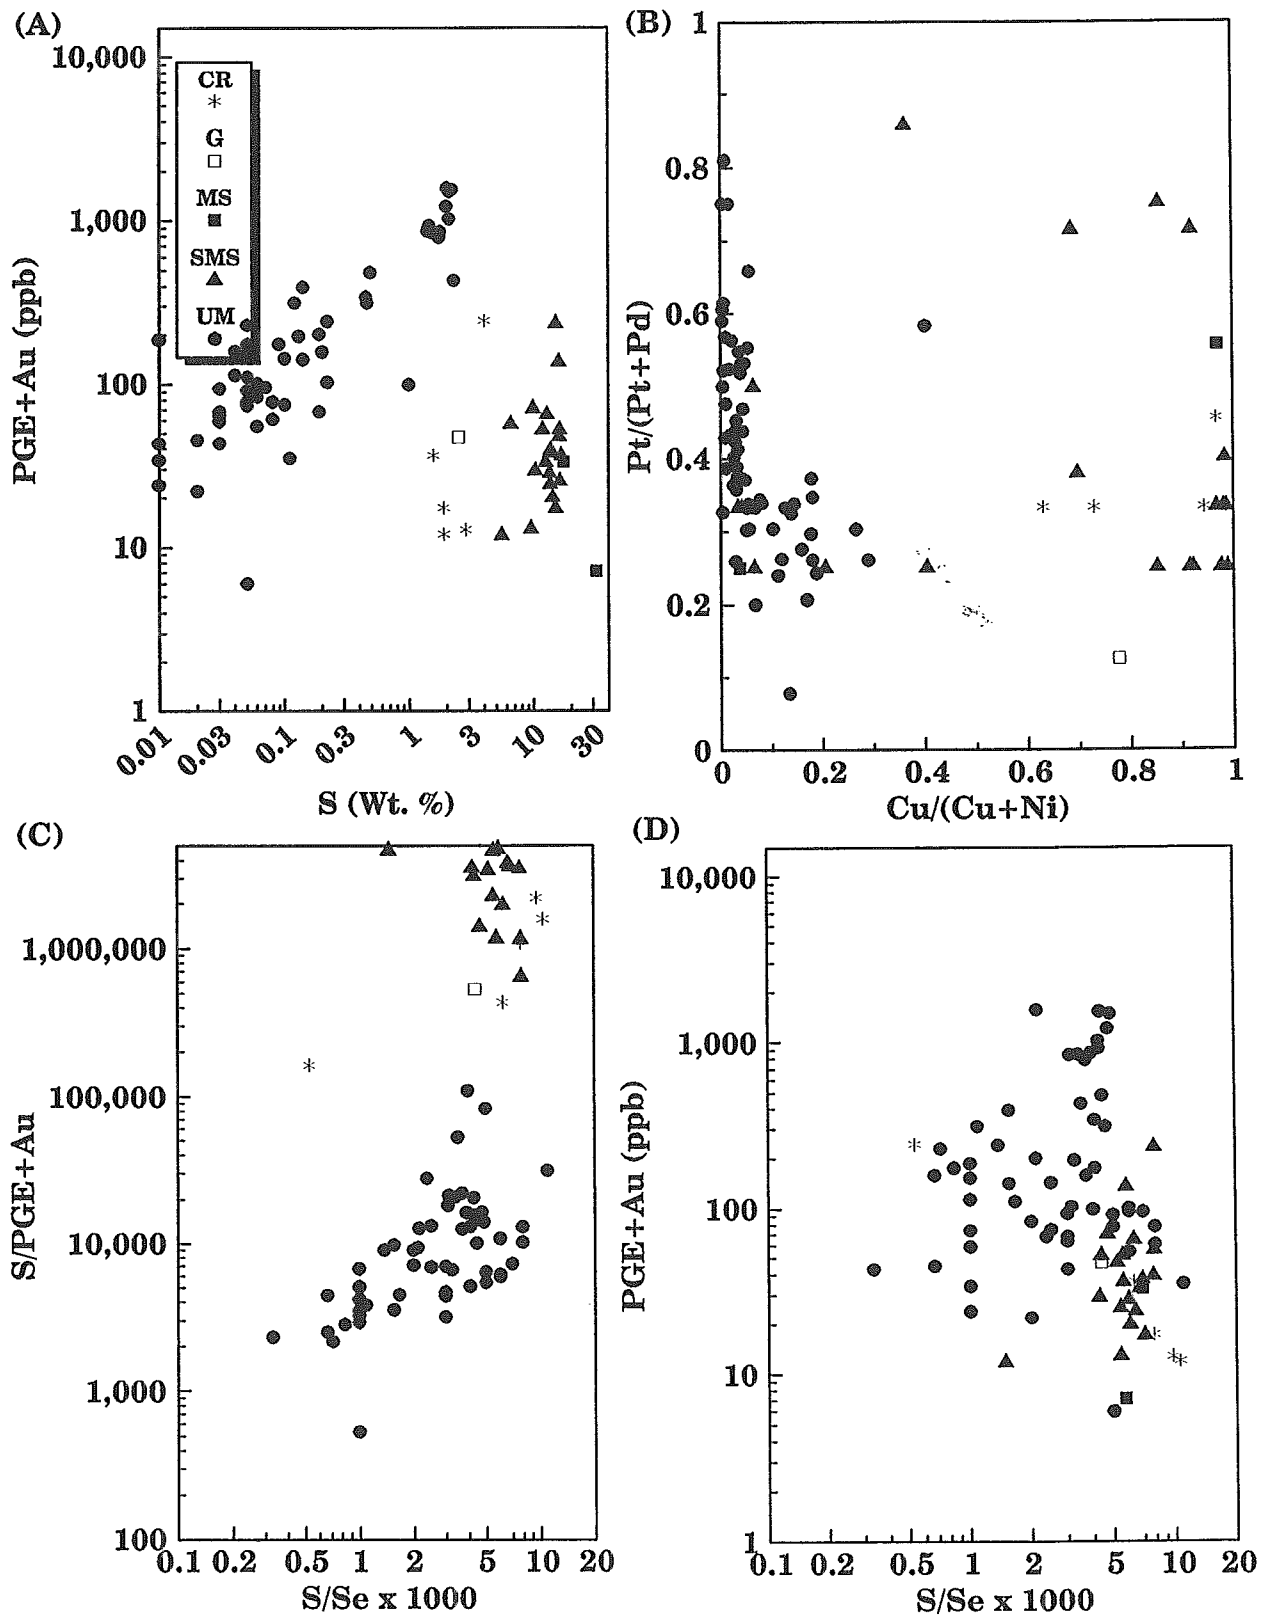 (A)
PGE+Au (ppb)
10,000
1,000
100
10
1
CR
G
MS
SMS
UM
0.01 0.03 0.1 0.3 1 3 10 30
S (Wt. %)
(B)
Pt/(Pt+Pd)
1
0.8
0.6
0.4
0.2
0
0 0.2 0.4 0.6 0.8 1
Cu/(Cu+Ni)
(C)
S/PGE+Au
1,000,000
100,000
10,000
1,000
100
0.1 0.2 0.5 1 2 5 10 20
S/Se x 1000
(D)
PGE+Au (ppb)
10,000
1,000
100
10
1
0.1 0.2 0.5 1 2 5 10 20
S/Se x 1000